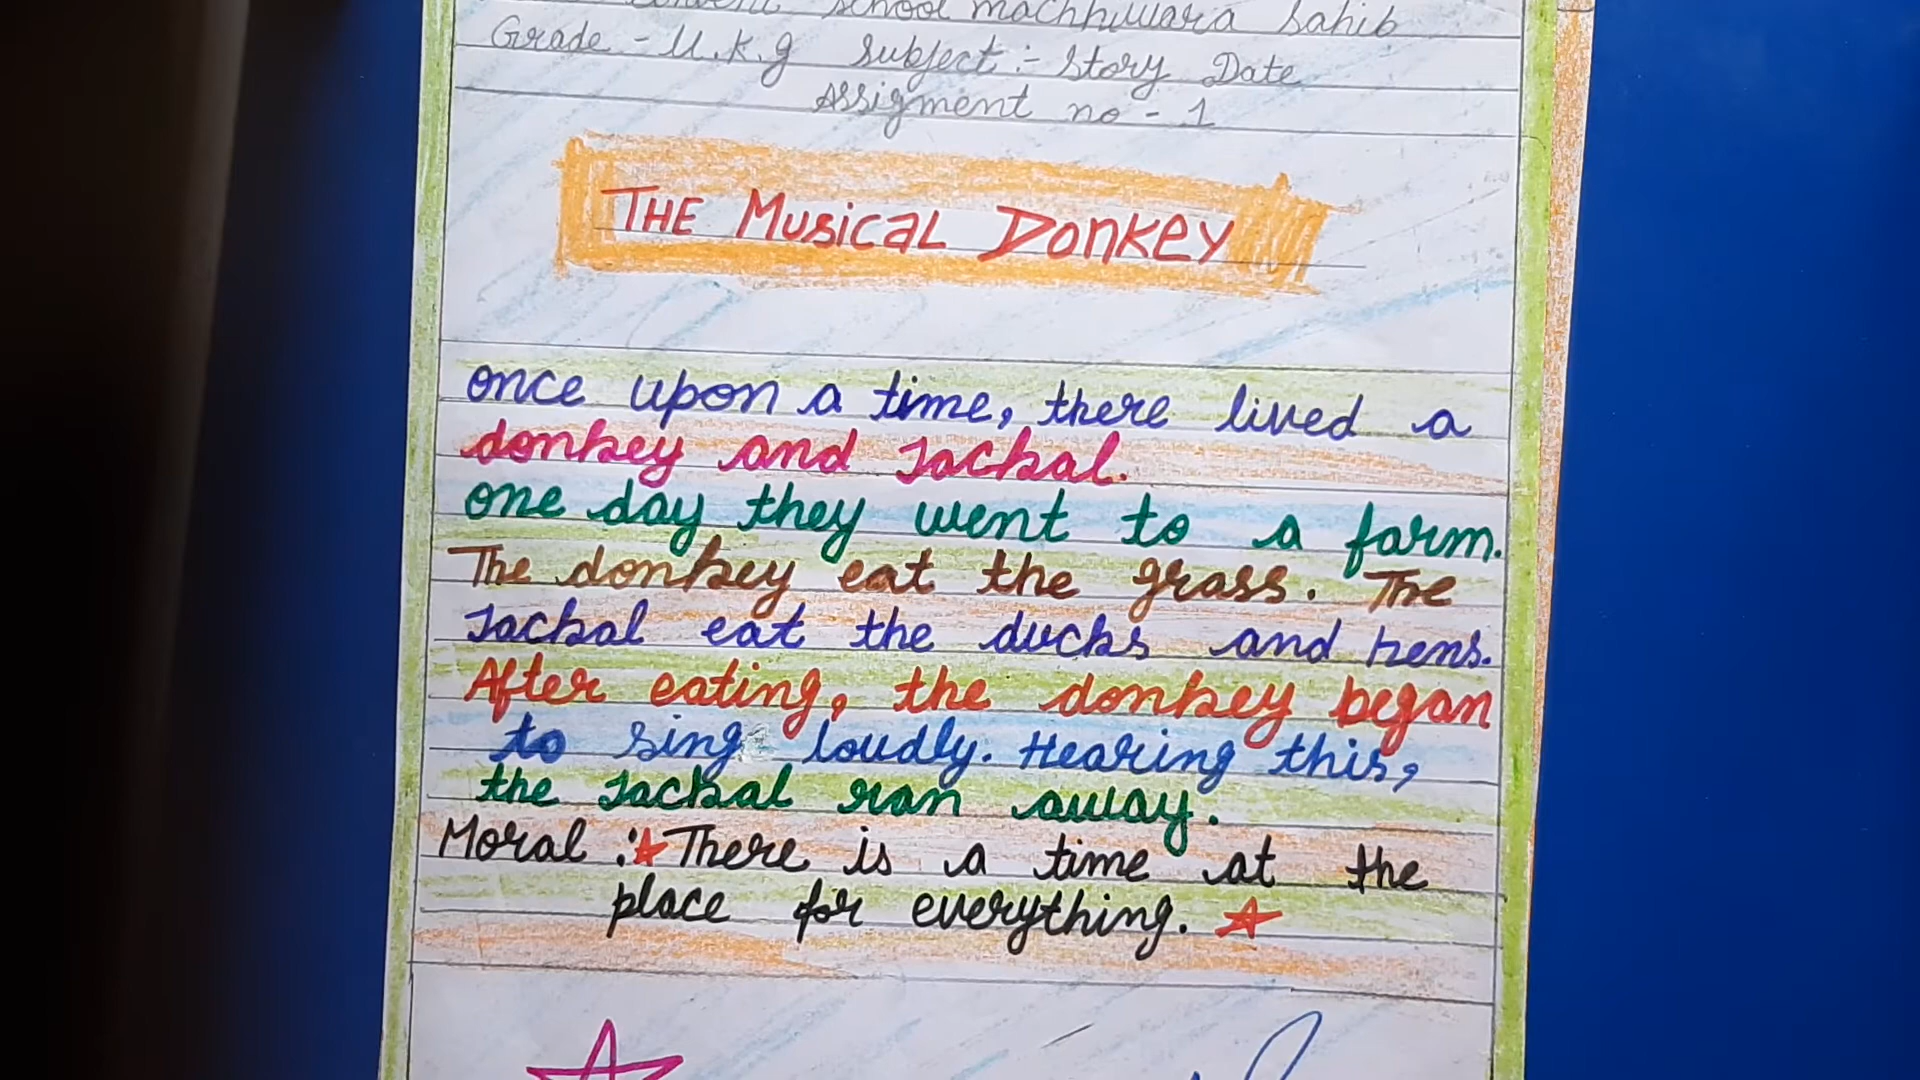 school machhiwara Sahib
Grade - U.K.g Subject :- Story Date
Assigment no - 1
THE MUSICAL DONKEY
once upon a time, there lived a
donkey and Jackal.
one day they went to a farm.
The donkey eat the grass. The
Jackal eat the ducks and hens.
After eating, the donkey began
to sing loudly. Hearing this,
the Jackal ran away.
Moral : There is a time at the
place for everything.